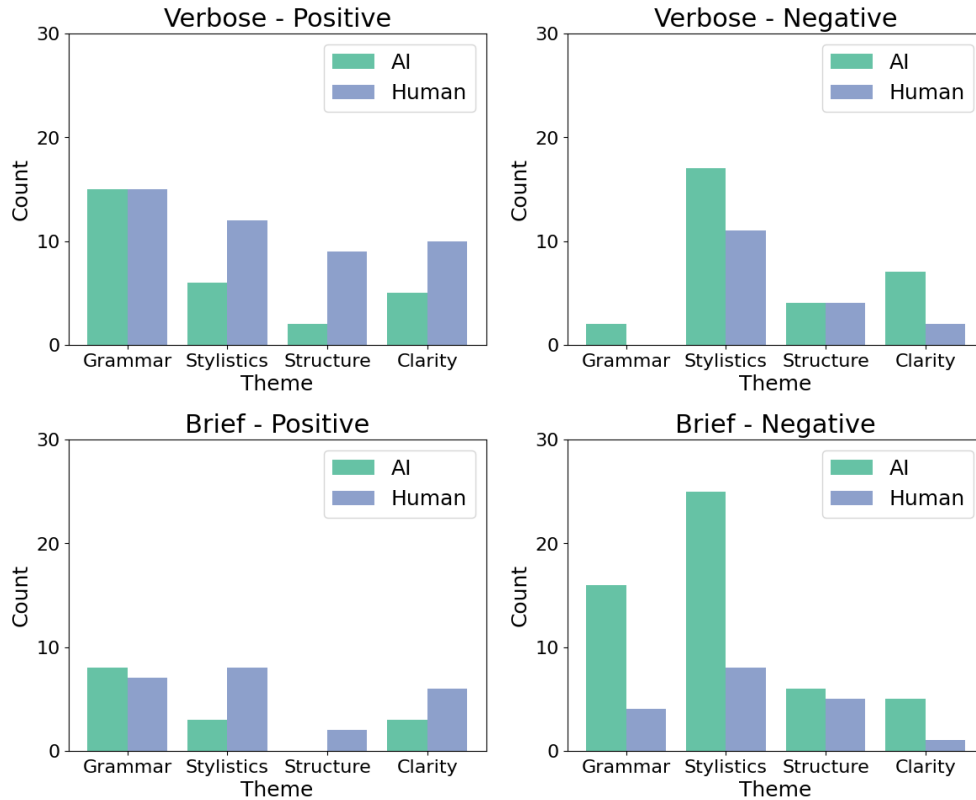 Verbose - Positive
30
20
10
0
Count
AI
Human
Grammar Stylistics Structure Clarity
Theme
Verbose - Negative
30
20
10
0
Count
AI
Human
Grammar Stylistics Structure Clarity
Theme
Brief - Positive
30
20
10
0
Count
AI
Human
Grammar Stylistics Structure Clarity
Theme
Brief - Negative
30
20
10
0
Count
AI
Human
Grammar Stylistics Structure Clarity
Theme